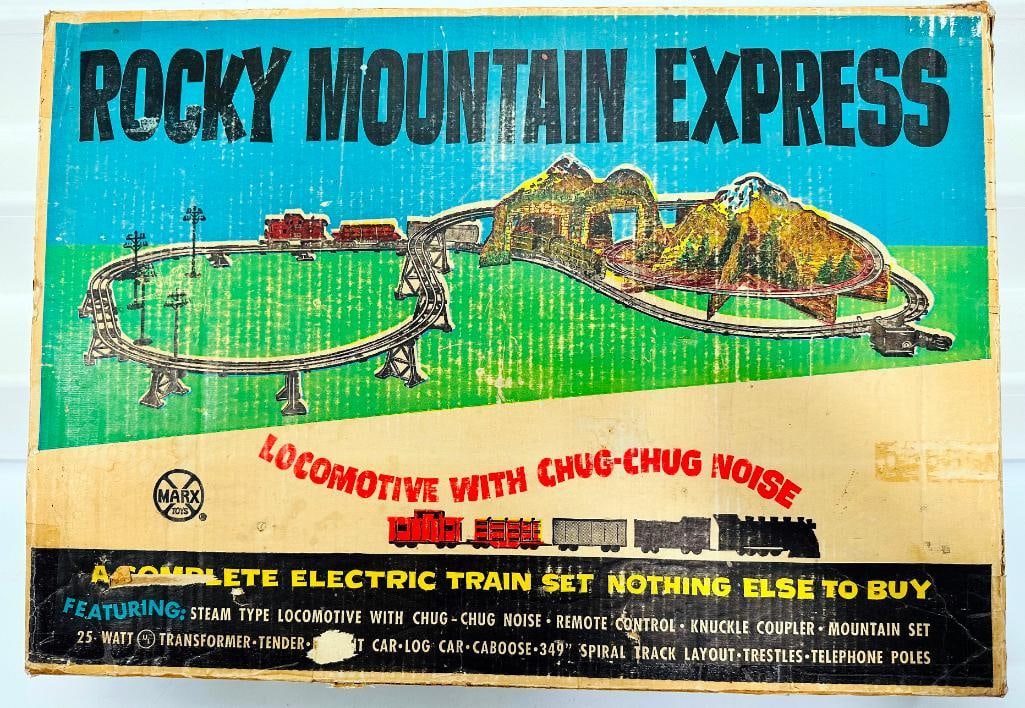 ROCKY MOUNTAIN EXPRESS
LOCOMOTIVE WITH CHUG-CHUG NOISE
MARX
TOYS
A COMPLETE ELECTRIC TRAIN SET NOTHING ELSE TO BUY
FEATURING: STEAM TYPE LOCOMOTIVE WITH CHUG-CHUG NOISE • REMOTE CONTROL • KNUCKLE COUPLER • MOUNTAIN SET
25-WATT UL TRANSFORMER • TENDER • CAR • LOG CAR • CABOOSE • 349" SPIRAL TRACK LAYOUT • TRESTLES • TELEPHONE POLES